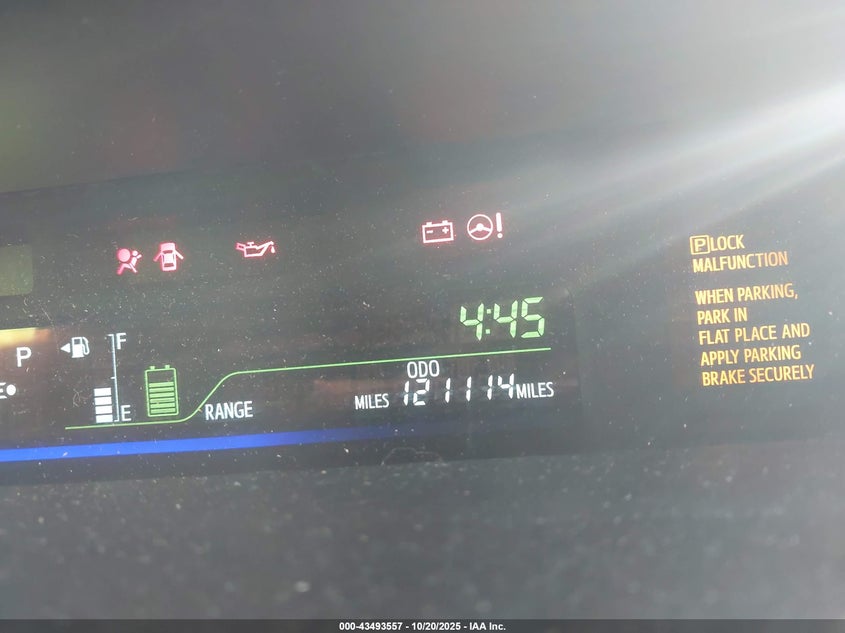 4:45
P
F
E
E
RANGE
ODO
MILES 121114 MILES
P LOCK
MALFUNCTION
WHEN PARKING,
PARK IN
FLAT PLACE AND
APPLY PARKING
BRAKE SECURELY
000-43493557 - 10/20/2025 - IAA Inc.